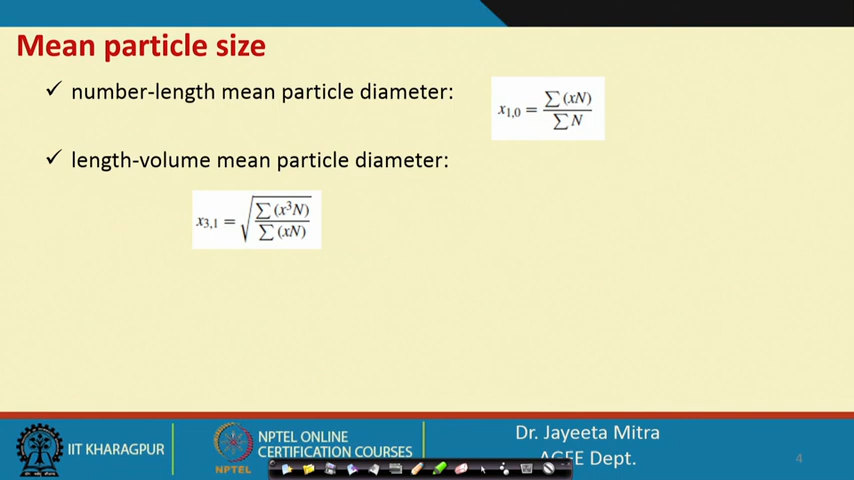 Mean particle size
✓ number-length mean particle diameter:
x₁,₀ = ∑(xN) / ∑N
✓ length-volume mean particle diameter:
x₃,₁ = √(∑(x³N) / ∑(xN))
IIT KHARAGPUR
NPTEL
NPTEL ONLINE
CERTIFICATION COURSES
Dr. Jayeeta Mitra
Dept.
4